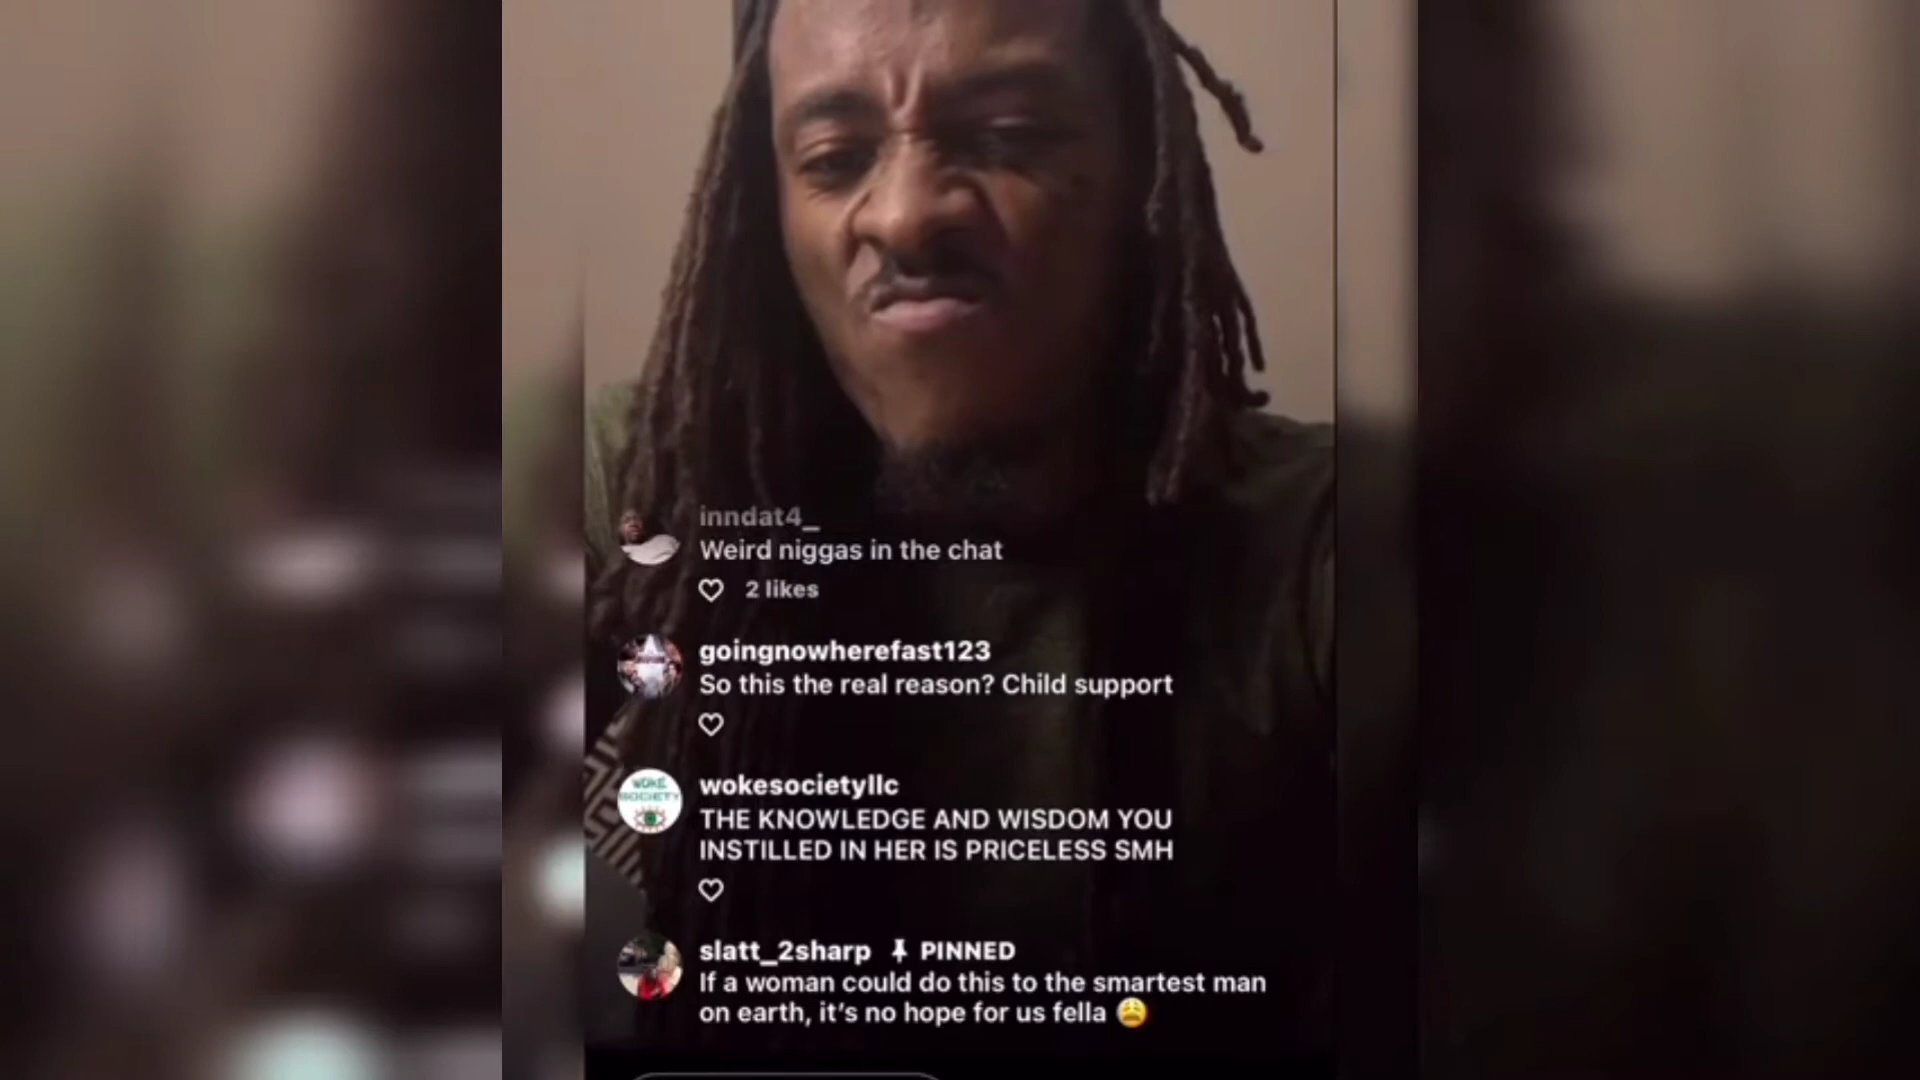 inndat4_
Weird niggas in the chat
2 likes
goingnowherefast123
So this the real reason? Child support
WOKE
SOCIETY
wokesocietyllc
THE KNOWLEDGE AND WISDOM YOU
INSTILLED IN HER IS PRICELESS SMH
slatt_2sharp PINNED
If a woman could do this to the smartest man
on earth, it's no hope for us fella 😩